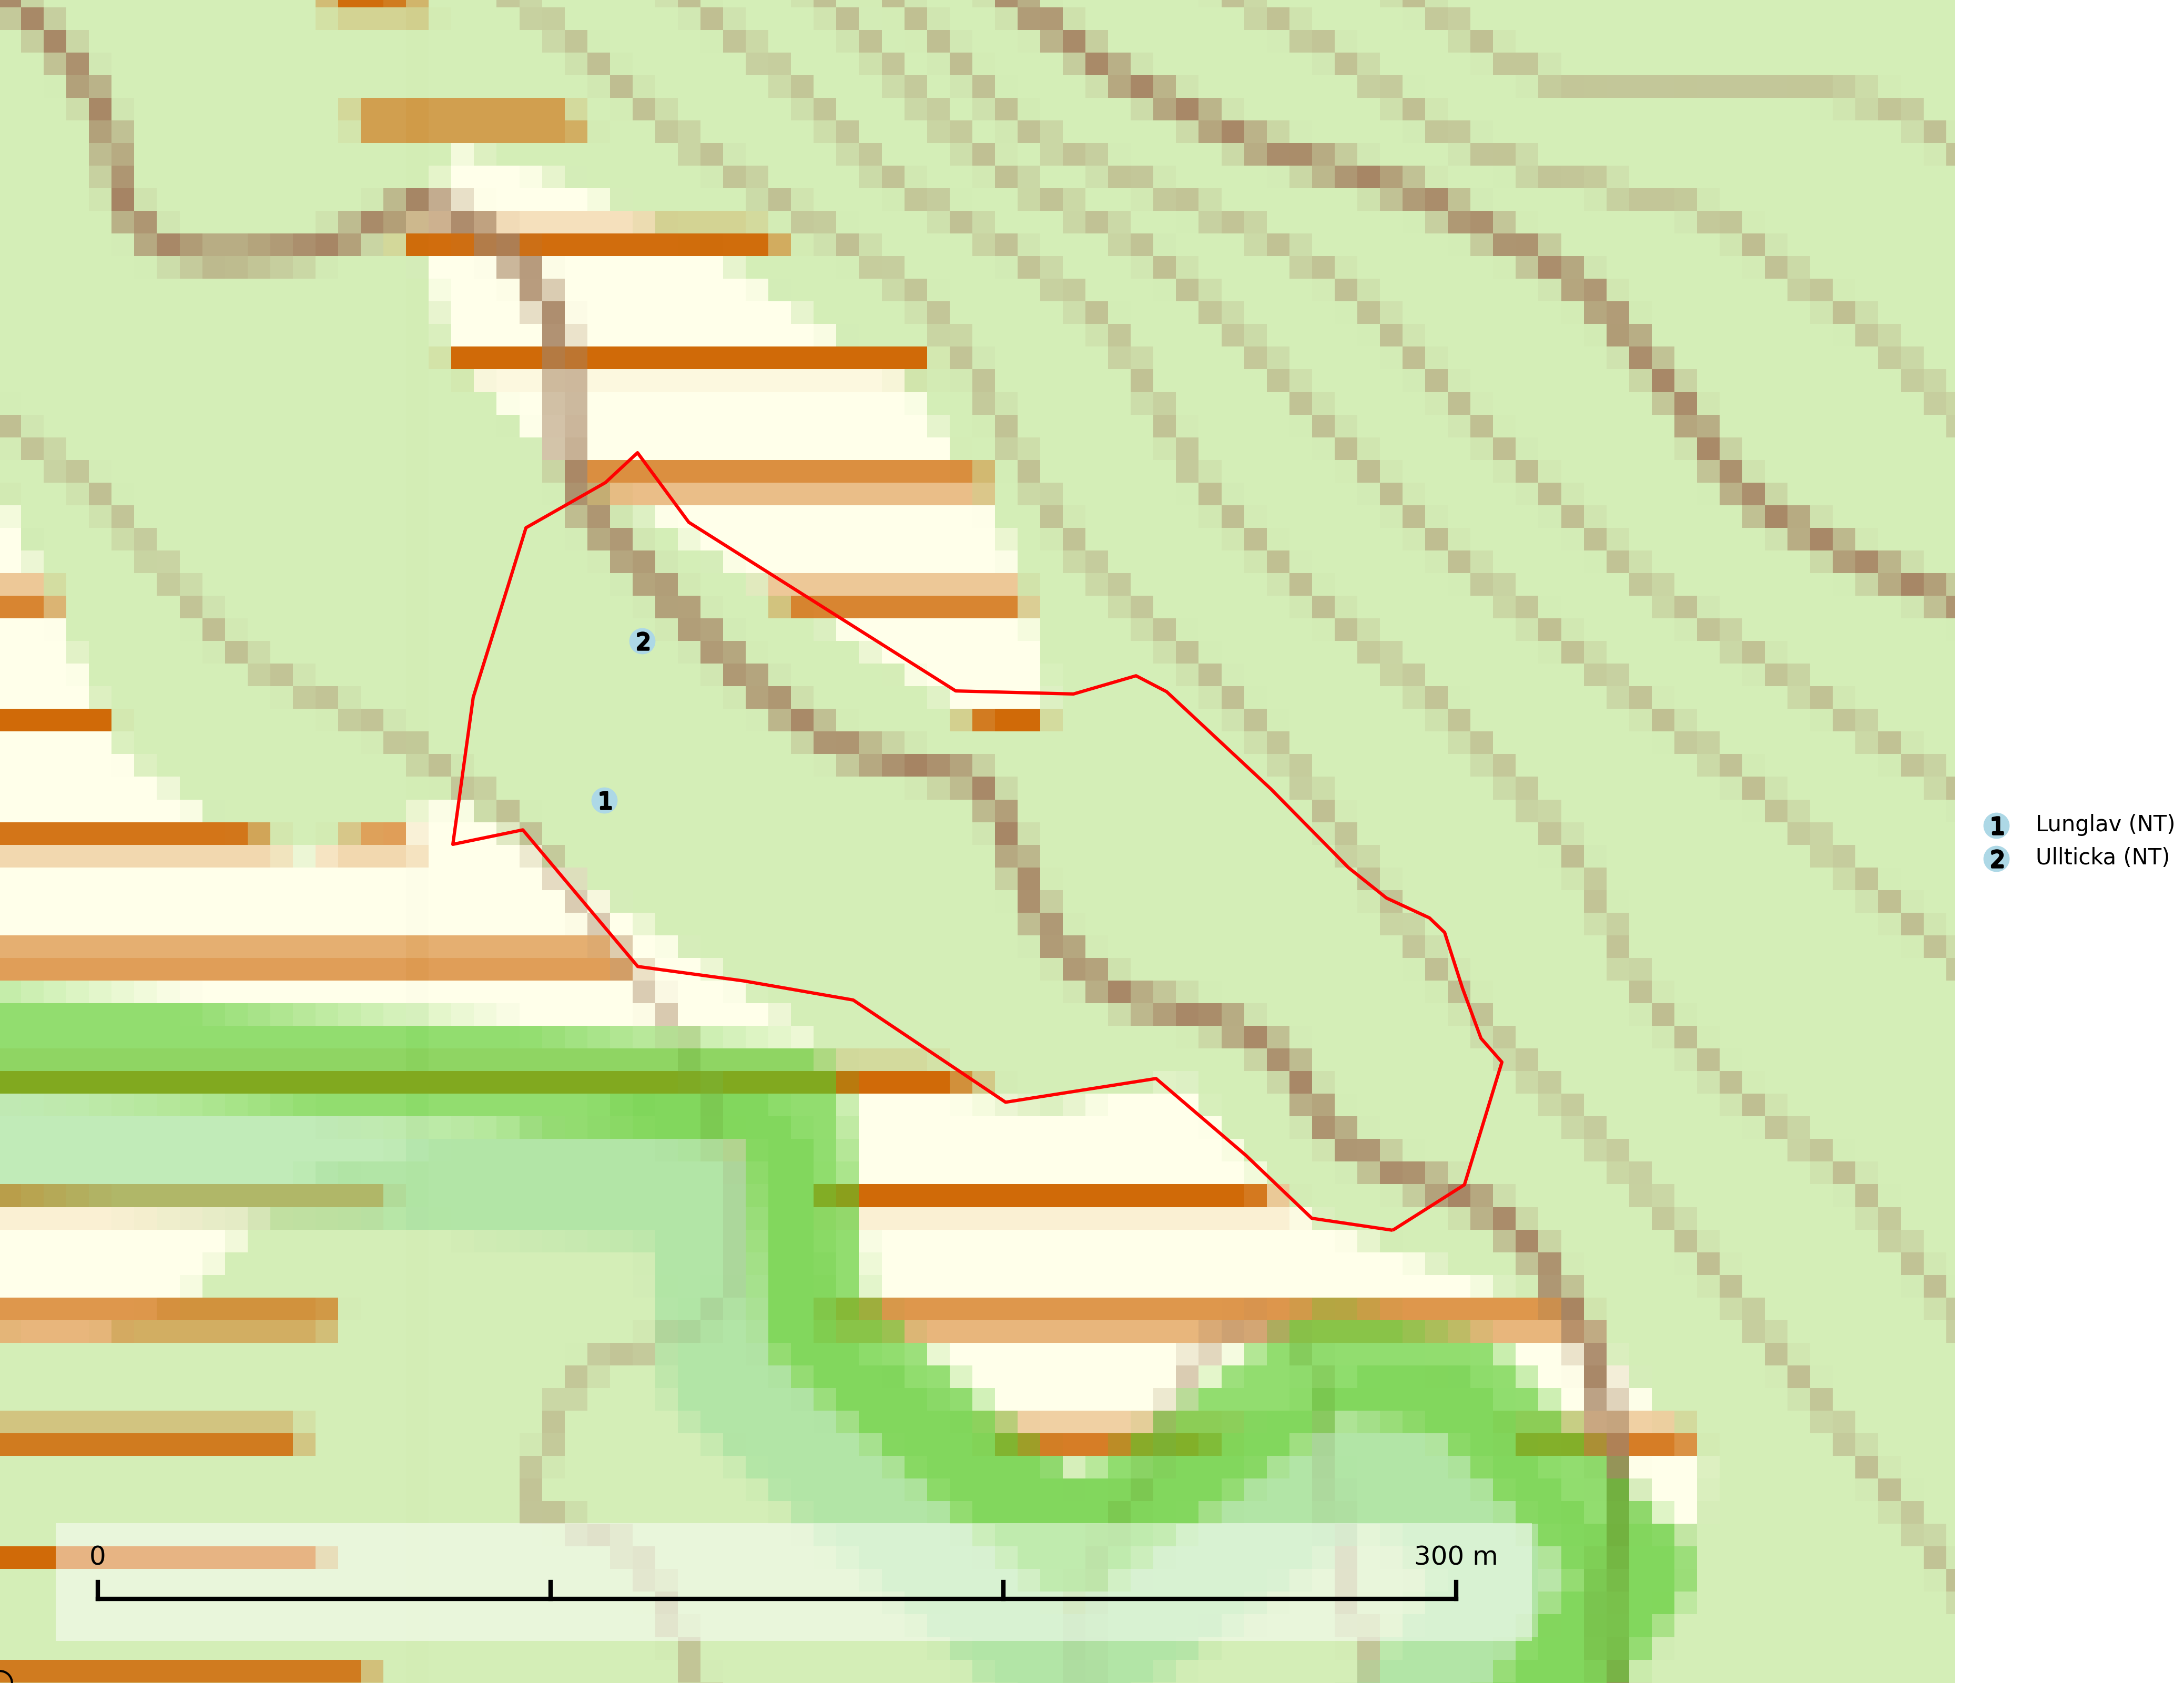 2
1
1 Lunglav (NT)
2 Ullticka (NT)
0 300 m